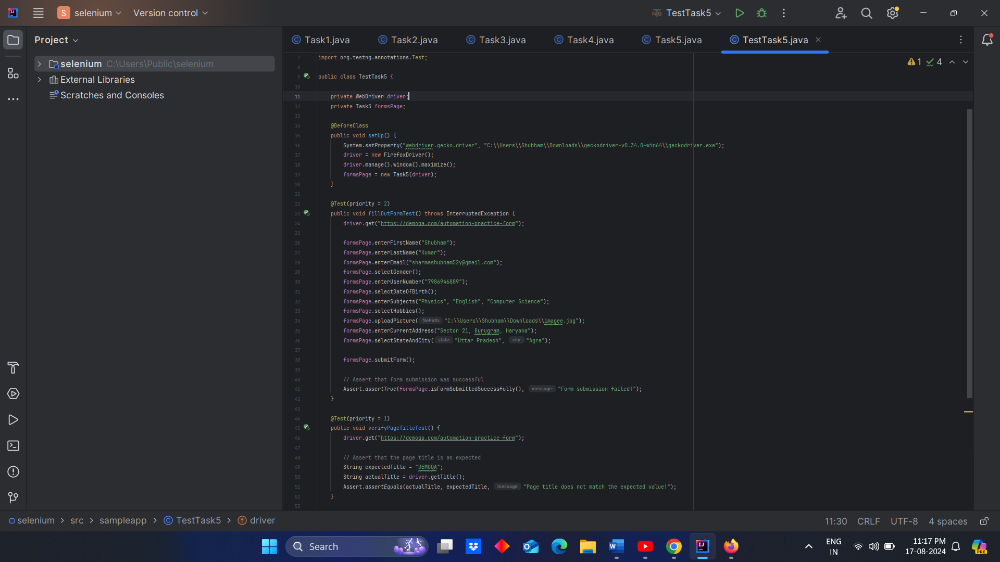 selenium
Version control
TestTask5
Project
selenium C:\Users\Public\selenium
External Libraries
Scratches and Consoles
Task1.java
Task2.java
Task3.java
Task4.java
Task5.java
TestTask5.java
1 4
7 import org.testng.annotations.Test;
8
9 public class TestTask5 {
10
11 private WebDriver driver;
12 private Task5 formsPage;
13
14 @BeforeClass
15 public void setUp() {
16 System.setProperty("webdriver.gecko.driver", "C:\\Users\\Shubham\\Downloads\\geckodriver-v0.34.0-win64\\geckodriver.exe");
17 driver = new FirefoxDriver();
18 driver.manage().window().maximize();
19 formsPage = new Task5(driver);
20 }
21
22 @Test(priority = 2)
23 public void fillOutFormTest() throws InterruptedException {
24 driver.get("https://demoqa.com/automation-practice-form");
25
26 formsPage.enterFirstName("Shubham");
27 formsPage.enterLastName("Kumar");
28 formsPage.enterEmail("sharmashubham52y@gmail.com");
29 formsPage.selectGender();
30 formsPage.enterUserNumber("7986946889");
31 formsPage.selectDateOfBirth();
32 formsPage.enterSubjects("Physics", "English", "Computer Science");
33 formsPage.selectHobbies();
34 formsPage.uploadPicture( filePath: "C:\\Users\\Shubham\\Downloads\\imagee.jpg");
35 formsPage.enterCurrentAddress("Sector 21, Gurugram, Haryana");
36 formsPage.selectStateAndCity( state: "Uttar Pradesh", city: "Agra");
37
38 formsPage.submitForm();
39
40 // Assert that form submission was successful
41 Assert.assertTrue(formsPage.isFormSubmittedSuccessfully(), message: "Form submission failed!");
42 }
43
44 @Test(priority = 1)
45 public void verifyPageTitleTest() {
46 driver.get("https://demoqa.com/automation-practice-form");
47
48 // Assert that the page title is as expected
49 String expectedTitle = "DEMOQA";
50 String actualTitle = driver.getTitle();
51 Assert.assertEquals(actualTitle, expectedTitle, message: "Page title does not match the expected value!");
52 }
53
selenium > src > sampleapp > TestTask5 > driver
11:30 CRLF UTF-8 4 spaces
Search
ENG
IN
11:17 PM
17-08-2024
PRE